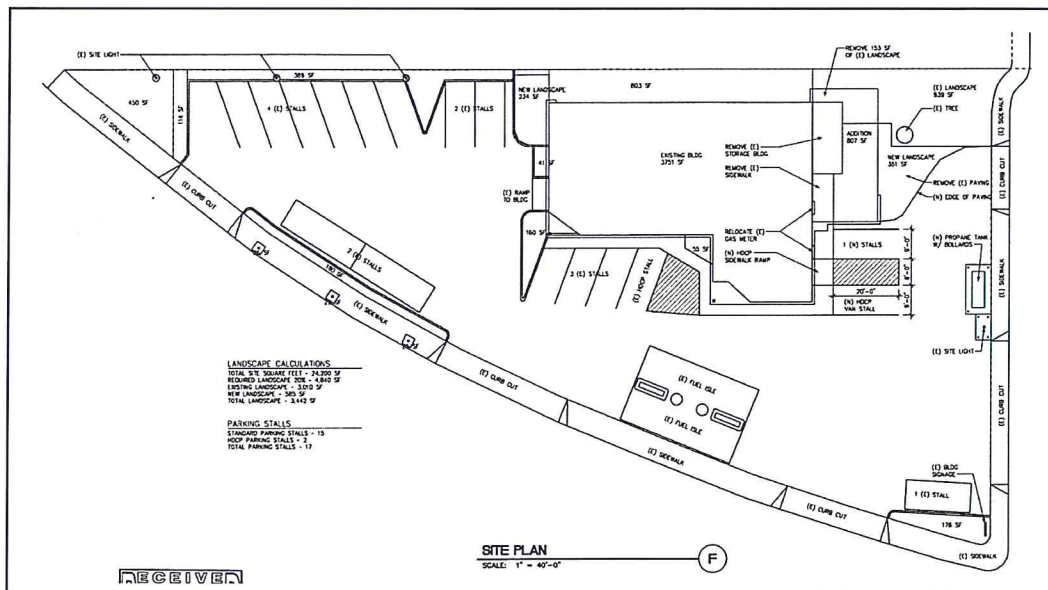 (E) SITE LIGHT
389 SF
450 SF
114 SF
4 (E) STALLS
2 (E) STALLS
NEW LANDSCAPE
234 SF
803 SF
REMOVE 153 SF
OF (E) LANDSCAPE
(E) LANDSCAPE
939 SF
(E) TREE
ADDITION
807 SF
NEW LANDSCAPE
351 SF
REMOVE (E) PAVING
(N) EDGE OF PAVING
EXISTING BLDG
3751 SF
REMOVE (E)
STORAGE BLDG
REMOVE (E)
SIDEWALK
RELOCATE (E)
GAS METER
(N) HDCP
SIDEWALK RAMP
41 SF
(E) RAMP
TO BLDG
160 SF
55 SF
3 (E) STALLS
(E) HDCP STALL
1 (N) STALLS
9'-0"
8'-0"
9'-0"
20'-0"
(N) HDCP
VAN STALL
(N) PROPANE TANK
W/ BOLLARDS
(E) SITE LIGHT
(E) SIDEWALK
(E) CURB CUT
(E) SIDEWALK
(E) CURB CUT
(E) SIDEWALK
(E) CURB CUT
2 (E) STALLS
190 SF
(E) SIDEWALK
(E) CURB CUT
(E) FUEL ISLE
(E) FUEL ISLE
(E) SIDEWALK
(E) CURB CUT
(E) BLDG
SIGNAGE
1 (E) STALL
176 SF
(E) SIDEWALK
LANDSCAPE CALCULATIONS
TOTAL SITE SQUARE FEET - 24,200 SF
REQUIRED LANDSCAPE 20% - 4,840 SF
EXISTING LANDSCAPE - 3,010 SF
NEW LANDSCAPE - 585 SF
TOTAL LANDSCAPE - 3,442 SF
PARKING STALLS
STANDARD PARKING STALLS - 15
HDCP PARKING STALLS - 2
TOTAL PARKING STALLS - 17
SITE PLAN
SCALE: 1" = 40'-0"
F
RECEIVED